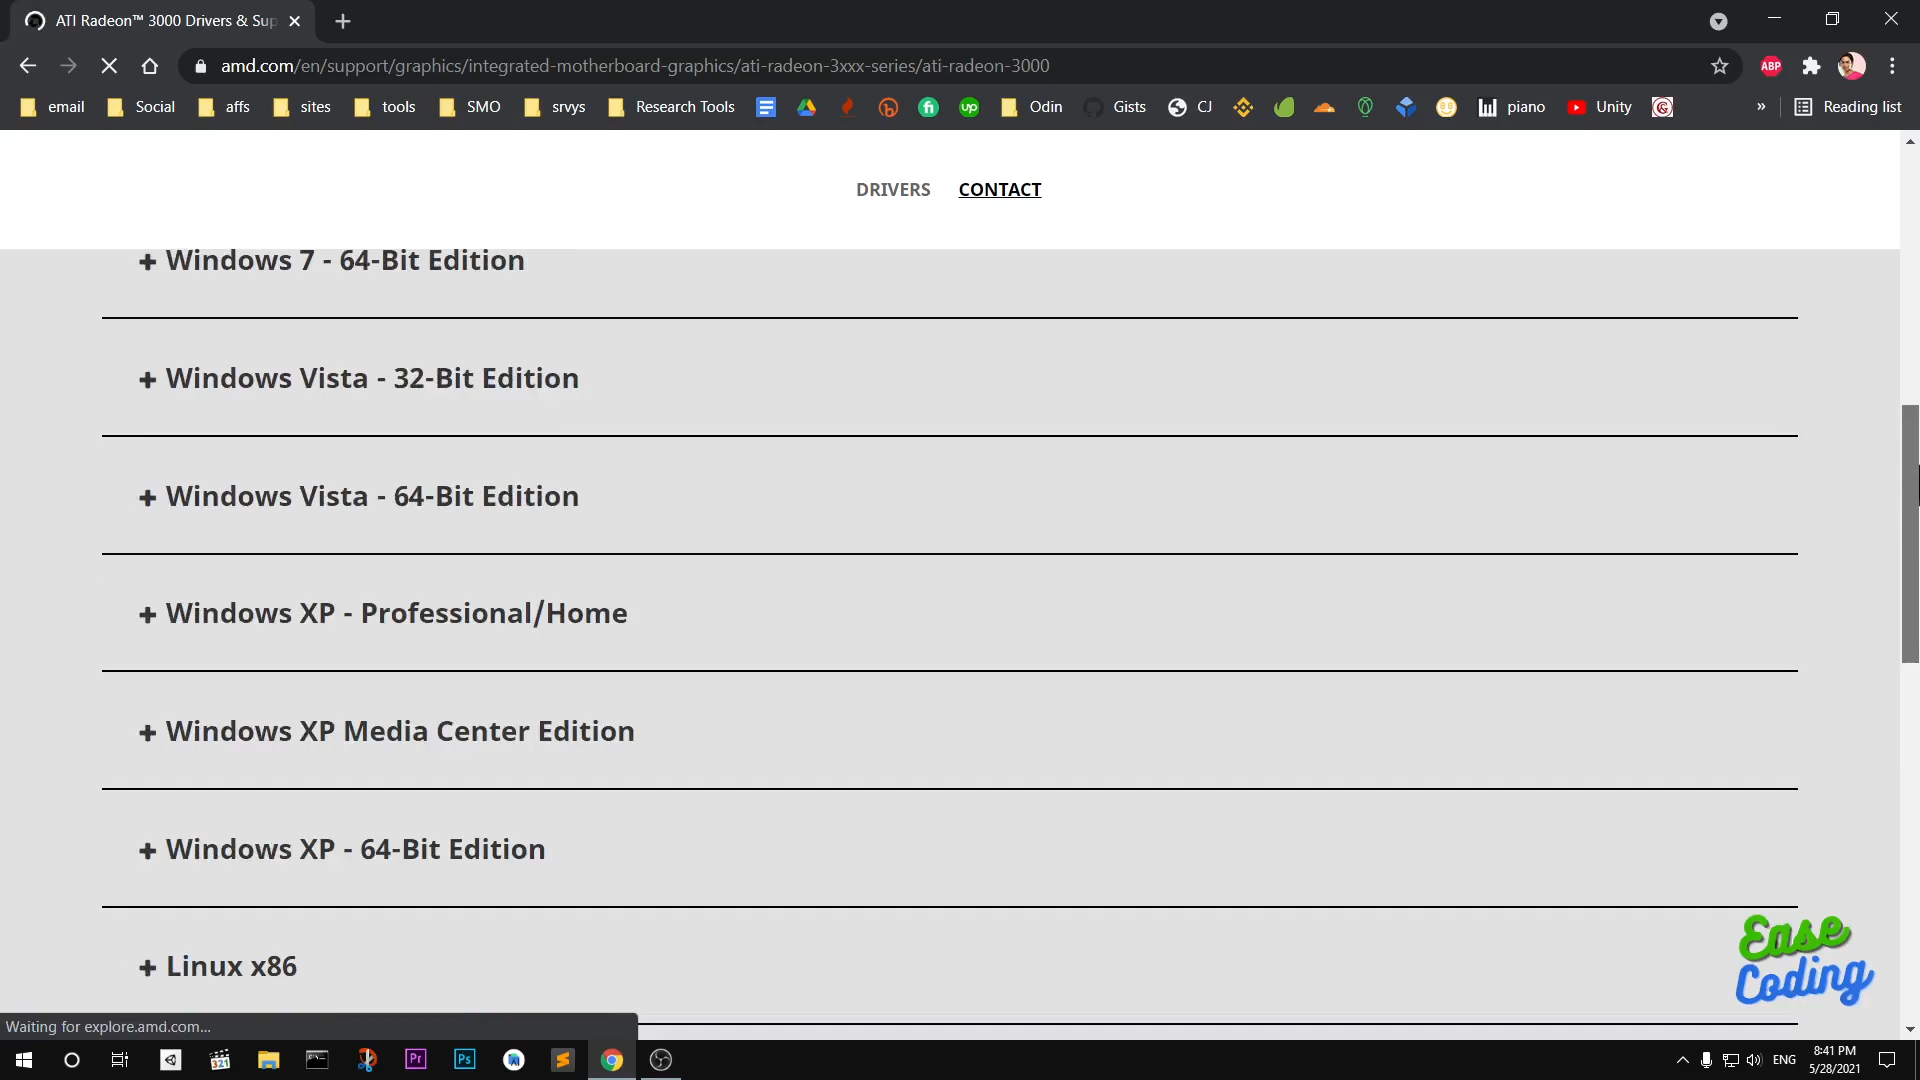 ATI Radeon™ 3000 Drivers & Sup
amd.com/en/support/graphics/integrated-motherboard-graphics/ati-radeon-3xxx-series/ati-radeon-3000
ABP
email Social affs sites tools SMO srvys Research Tools Odin Gists CJ piano Unity » Reading list
DRIVERS CONTACT
+ Windows 7 - 64-Bit Edition
+ Windows Vista - 32-Bit Edition
+ Windows Vista - 64-Bit Edition
+ Windows XP - Professional/Home
+ Windows XP Media Center Edition
+ Windows XP - 64-Bit Edition
+ Linux x86
Ease
Coding
Waiting for explore.amd.com...
321 Pr Ps ENG 8:41 PM
5/28/2021